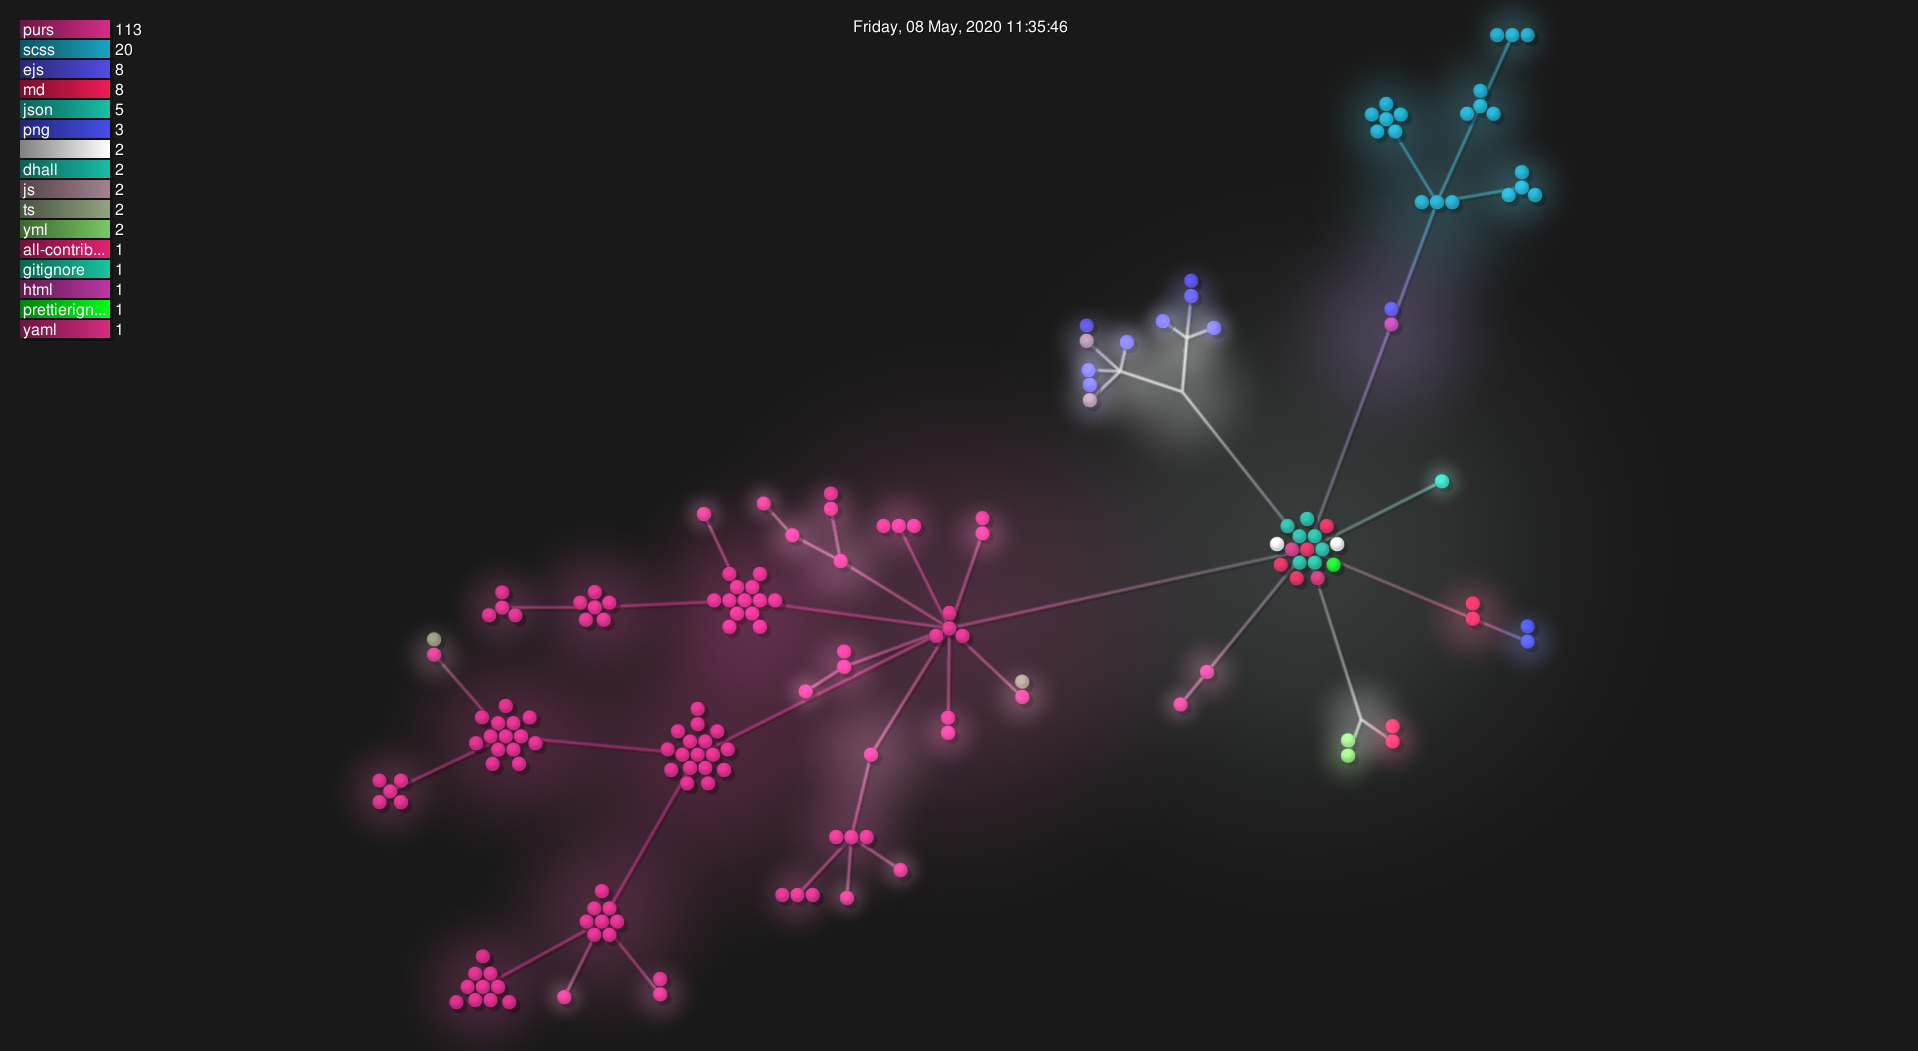 Friday, 08 May, 2020 11:35:46
purs 113
scss 20
ejs 8
md 8
json 5
png 3
2
dhall 2
js 2
ts 2
yml 2
all-contrib... 1
gitignore 1
html 1
prettierign... 1
yaml 1